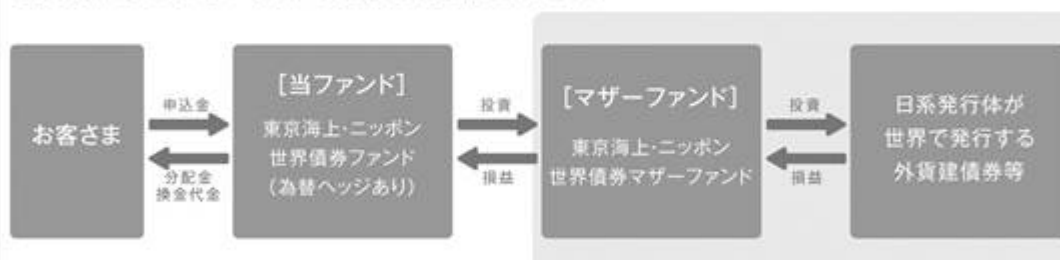 お客さま
申込金
分配金
換金代金
[当ファンド]
東京海上・ニッポン
世界債券ファンド
(為替ヘッジあり)
投資
損益
[マザーファンド]
東京海上・ニッポン
世界債券マザーファンド
投資
損益
日系発行体が
世界で発行する
外貨建債券等